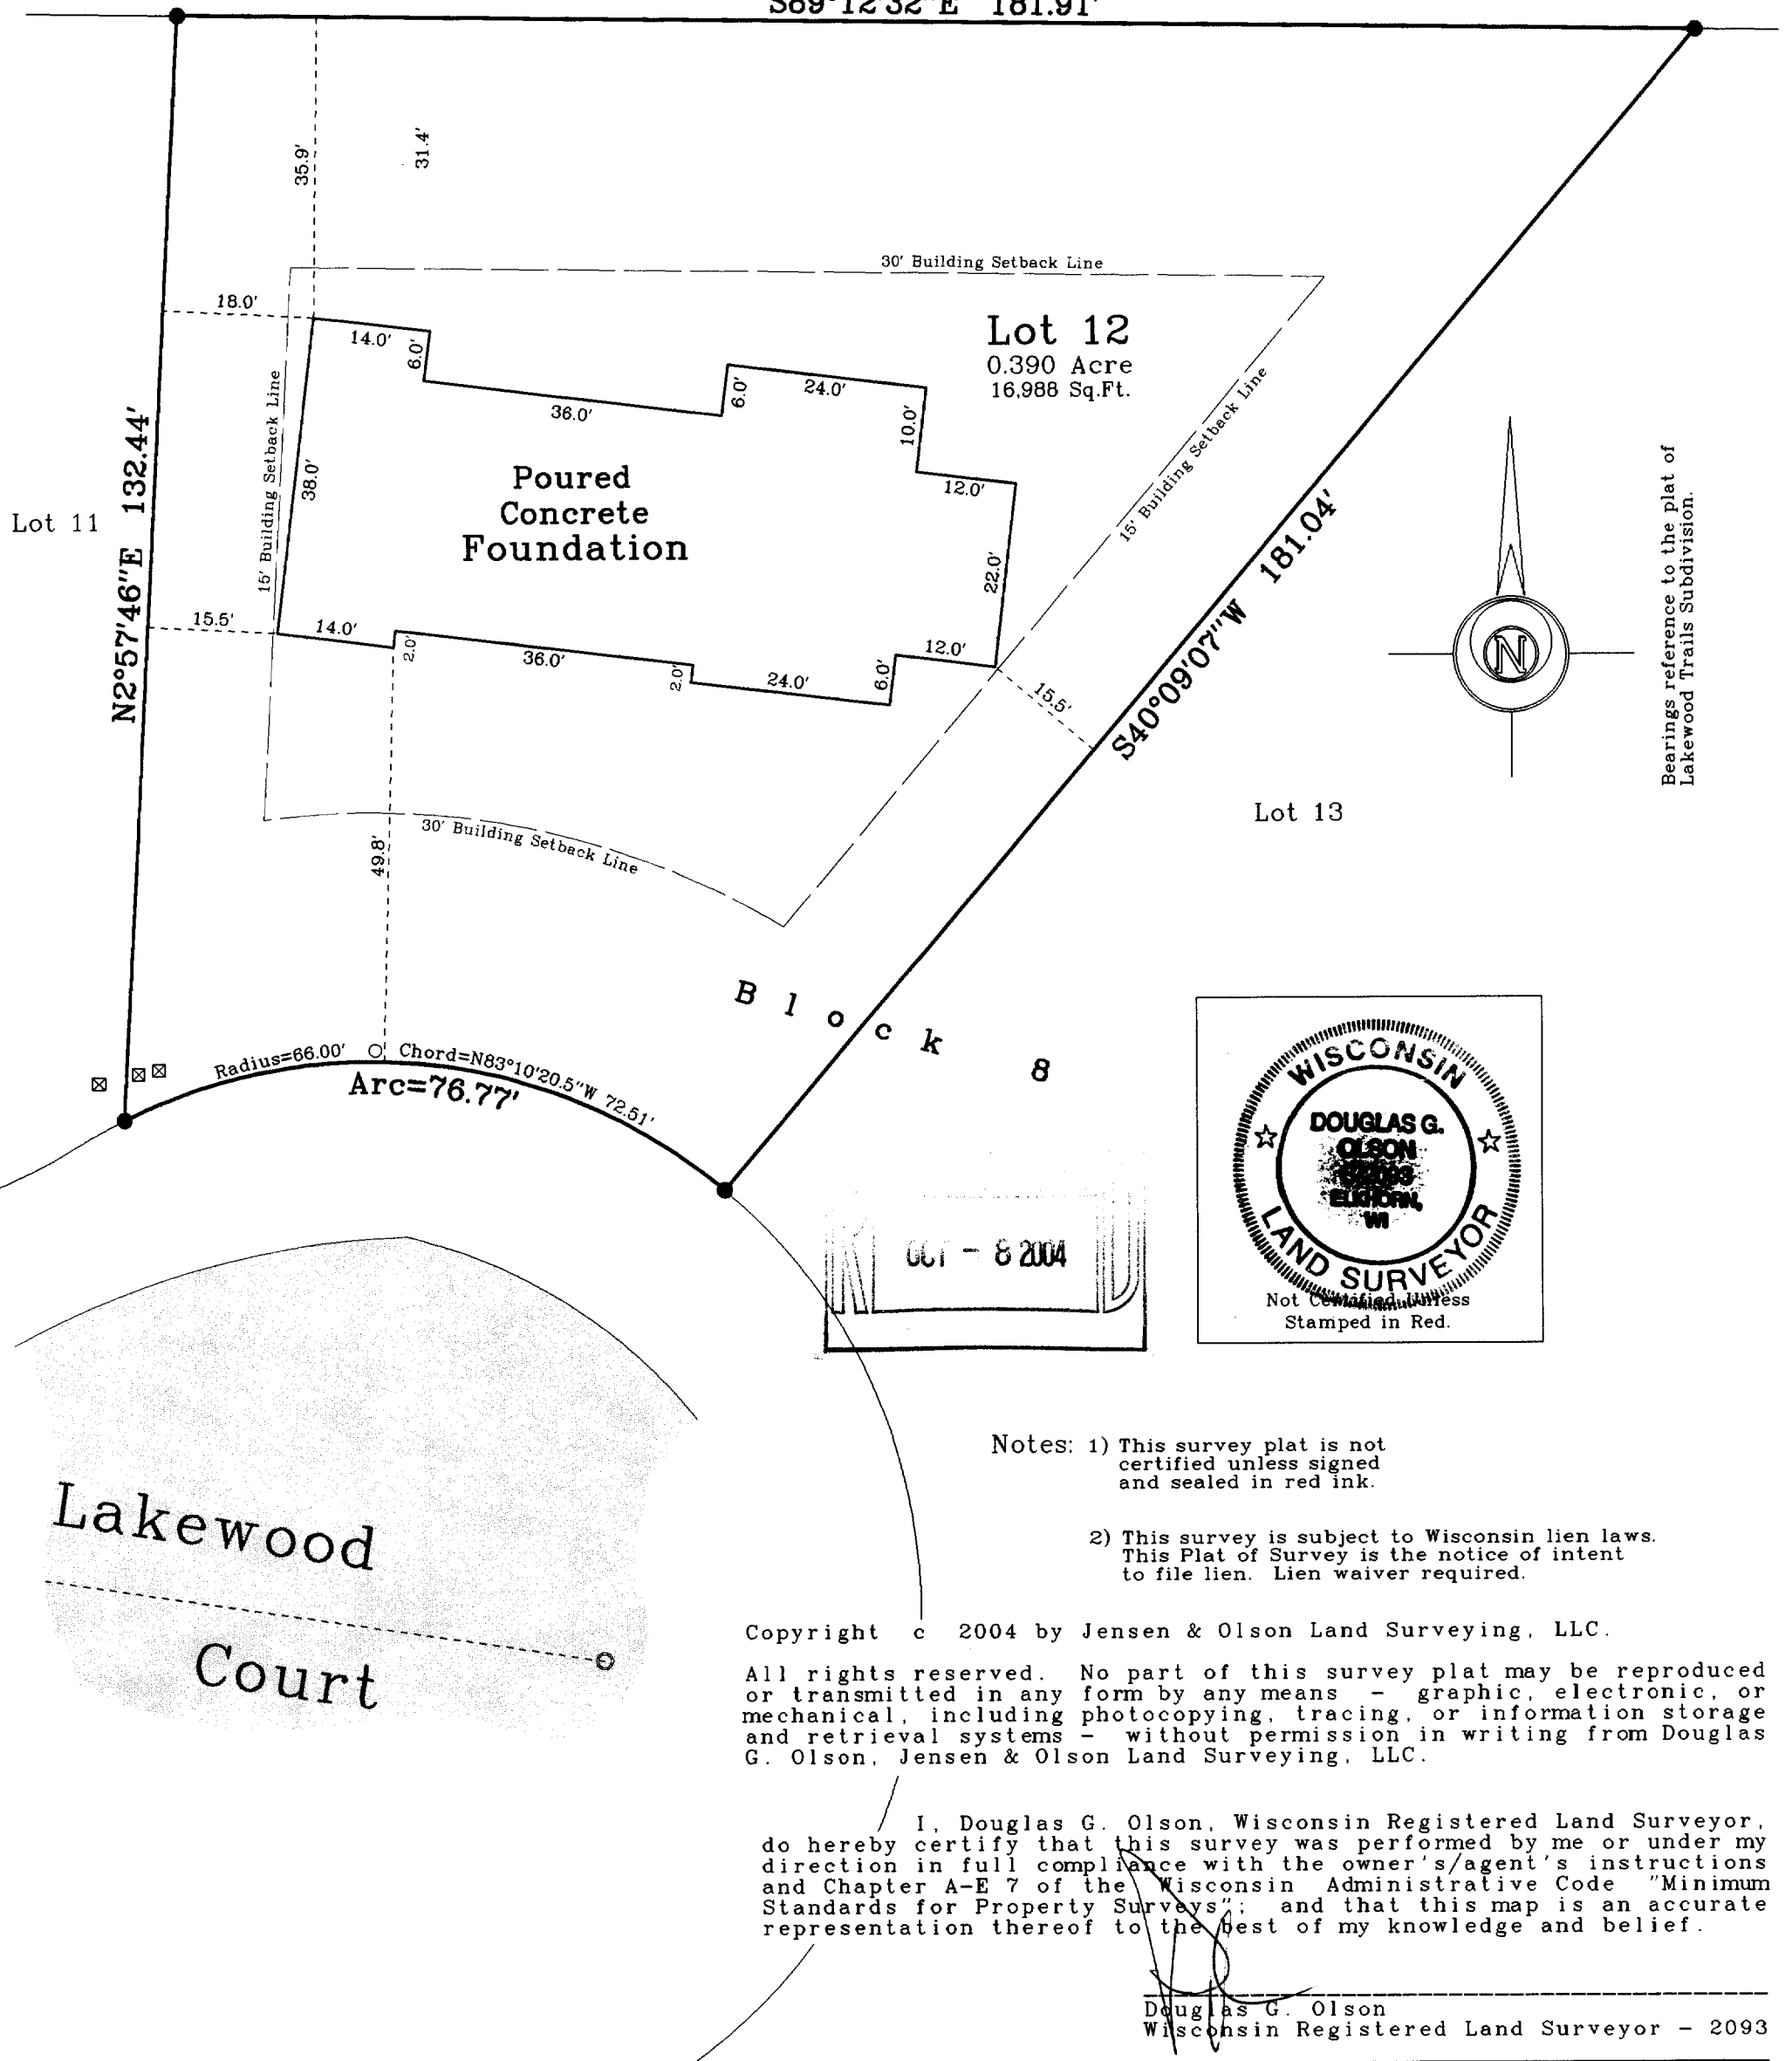 S89°12'32"E 181.91'
35.9'
31.4'
30' Building Setback Line
18.0'
14.0'
6.0'
36.0'
6.0'
24.0'
10.0'
12.0'
22.0'
Lot 12
0.390 Acre
16,988 Sq.Ft.
15' Building Setback Line
15' Building Setback Line
38.0'
Poured
Concrete
Foundation
Lot 11
N2°57'46"E 132.44'
S40°09'07"W 181.04'
N
Bearings reference to the plat of
Lakewood Trails Subdivision.
15.5'
14.0'
2.0'
36.0'
2.0'
24.0'
6.0'
12.0'
15.5'
Lot 13
30' Building Setback Line
49.8'
Block 8
Radius=66.00' Chord=N83°10'20.5"W 72.51'
Arc=76.77'
WISCONSIN
DOUGLAS G.
OLSON
ELKHORN,
WI
LAND SURVEYOR
Not Certified Unless
Stamped in Red.
OCT - 8 2004
Lakewood
Court
Notes: 1) This survey plat is not
certified unless signed
and sealed in red ink.
2) This survey is subject to Wisconsin lien laws.
This Plat of Survey is the notice of intent
to file lien. Lien waiver required.
Copyright c 2004 by Jensen & Olson Land Surveying, LLC.
All rights reserved. No part of this survey plat may be reproduced
or transmitted in any form by any means - graphic, electronic, or
mechanical, including photocopying, tracing, or information storage
and retrieval systems - without permission in writing from Douglas
G. Olson, Jensen & Olson Land Surveying, LLC.
I, Douglas G. Olson, Wisconsin Registered Land Surveyor,
do hereby certify that this survey was performed by me or under my
direction in full compliance with the owner's/agent's instructions
and Chapter A-E 7 of the Wisconsin Administrative Code "Minimum
Standards for Property Surveys"; and that this map is an accurate
representation thereof to the best of my knowledge and belief.
Douglas G. Olson
Wisconsin Registered Land Surveyor - 2093